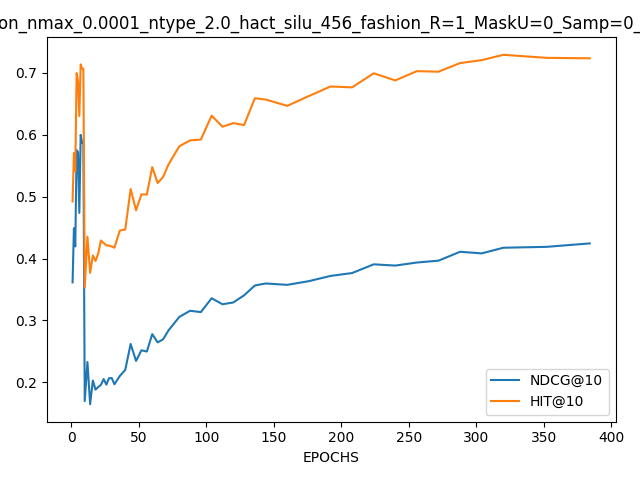 on_nmax_0.0001_ntype_2.0_hact_silu_456_fashion_R=1_MaskU=0_Samp=0_
0.7
0.6
0.5
0.4
0.3
0.2
NDCG@10
HIT@10
0 50 100 150 200 250 300 350 400
EPOCHS